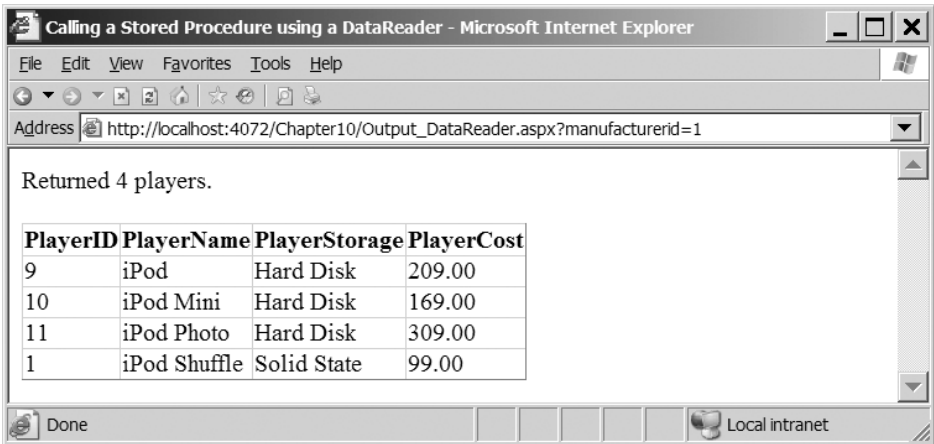 Calling a Stored Procedure using a DataReader - Microsoft Internet Explorer
File Edit View Favorites Tools Help
Address http://localhost:4072/Chapter10/Output_DataReader.aspx?manufacturerid=1
Returned 4 players.
PlayerID PlayerName PlayerStorage PlayerCost
9 iPod Hard Disk 209.00
10 iPod Mini Hard Disk 169.00
11 iPod Photo Hard Disk 309.00
1 iPod Shuffle Solid State 99.00
Done Local intranet